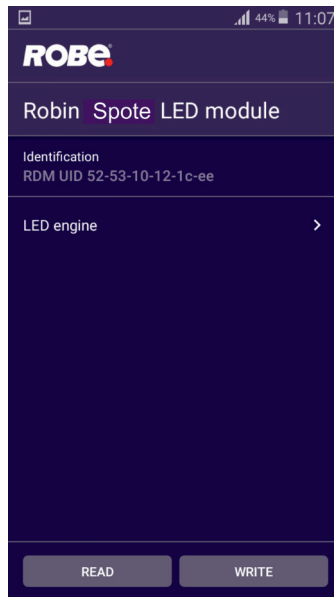 44% 11:07
ROBE
Robin Spote LED module
Identification
RDM UID 52-53-10-12-1c-ee
LED engine
READ WRITE